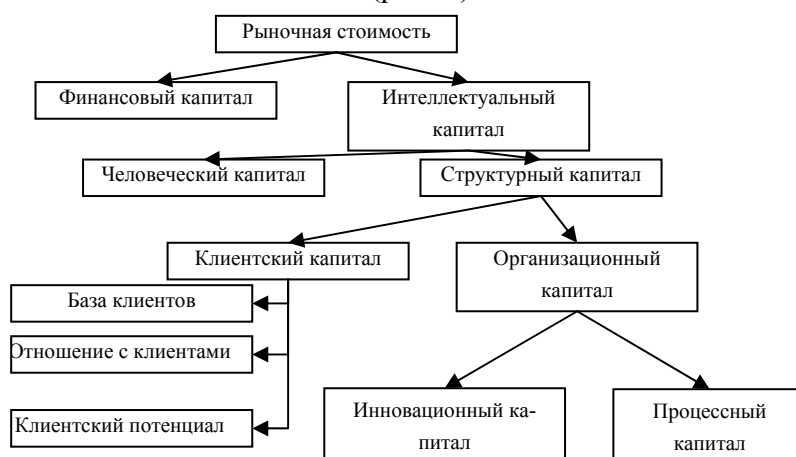 Рыночная стоимость
Финансовый капитал
Интеллектуальный
капитал
Человеческий капитал
Структурный капитал
Клиентский капитал
Организационный
капитал
База клиентов
Отношение с клиентами
Клиентский потенциал
Инновационный ка-
питал
Процессный
капитал